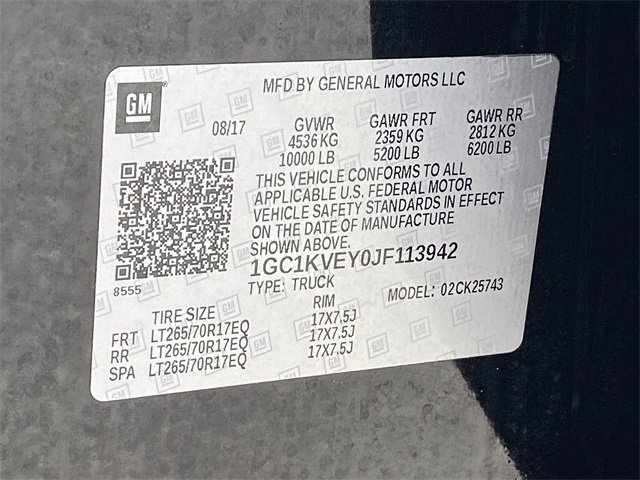 MFD BY GENERAL MOTORS LLC
GM
08/17 GVWR GAWR FRT GAWR RR
4536 KG 2359 KG 2812 KG
10000 LB 5200 LB 6200 LB
THIS VEHICLE CONFORMS TO ALL
APPLICABLE U.S. FEDERAL MOTOR
VEHICLE SAFETY STANDARDS IN EFFECT
ON THE DATE OF MANUFACTURE
SHOWN ABOVE.
1GC1KVEY0JF113942
8555 TYPE: TRUCK MODEL: 02CK25743
TIRE SIZE RIM
FRT LT265/70R17EQ 17X7.5J
RR LT265/70R17EQ 17X7.5J
SPA LT265/70R17EQ 17X7.5J